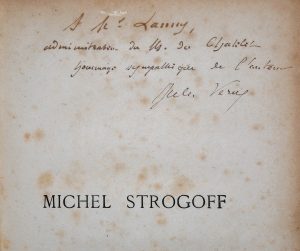 A Mr. Lamy,
administrateur du Th. du Chatelet
hommage sympathique de l'auteur
Jules Verne
MICHEL STROGOFF